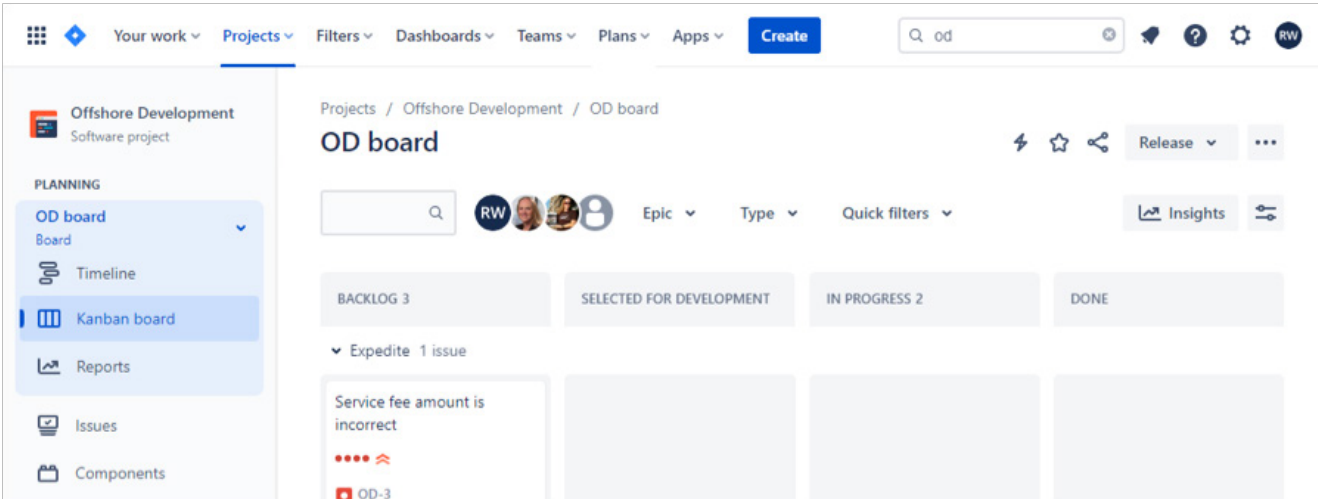 Your work Projects Filters Dashboards Teams Plans Apps Create od RW
Offshore Development
Software project
PLANNING
OD board
Board
Timeline
Kanban board
Reports
Issues
Components
Projects / Offshore Development / OD board
OD board
Release
RW Epic Type Quick filters Insights
BACKLOG 3 SELECTED FOR DEVELOPMENT IN PROGRESS 2 DONE
Expedite 1 issue
Service fee amount is
incorrect
OD-3